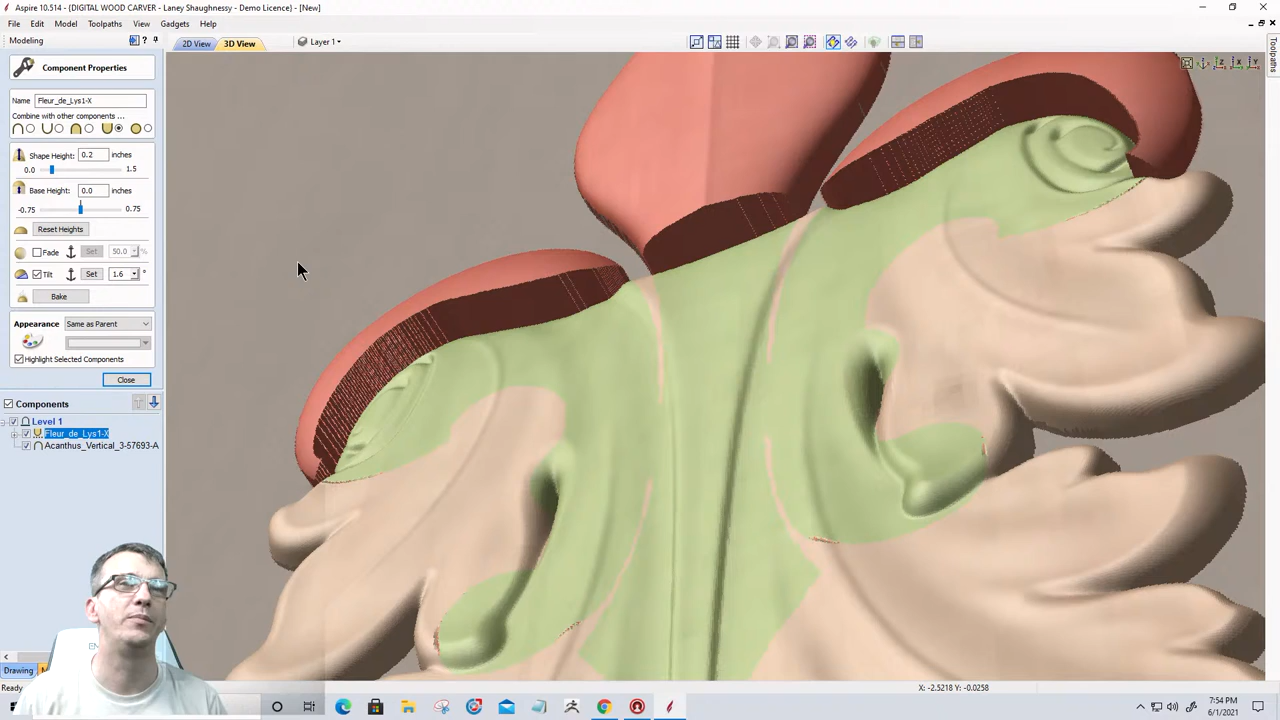 Aspire 10.514 - (DIGITAL WOOD CARVER - Laney Shaughnessy - Demo Licence) - [New]
File Edit Model Toolpaths View Gadgets Help
Modeling
2D View 3D View Layer 1
Toolpaths
Component Properties
Name Fleur_de_Lys1-X
Combine with other components ...
Shape Height: 0.2 inches
0.0 1.5
Base Height: 0.0 inches
-0.75 0.75
Reset Heights
Fade Set 50.0 %
Tilt Set 1.6 °
Bake
Appearance Same as Parent
Highlight Selected Components
Close
Components
Level 1
Fleur_de_Lys1-X
Acanthus_Vertical_3-57693-A
Drawing
Ready
X: -2.5218 Y: -0.0258
7:54 PM
6/1/2021